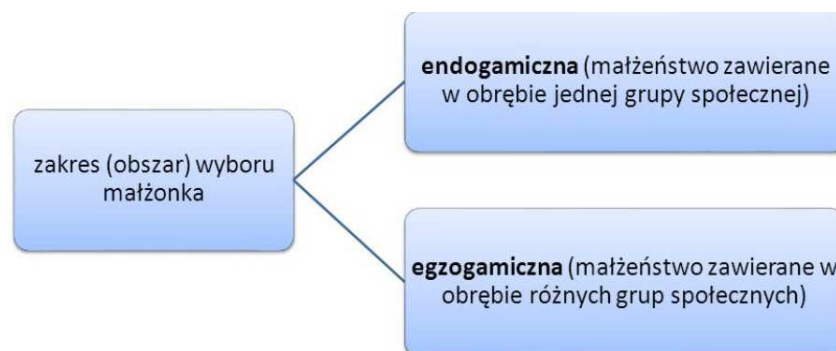 zakres (obszar) wyboru
małżonka
endogamiczna (małżeństwo zawierane
w obrębie jednej grupy społecznej)
egzogamiczna (małżeństwo zawierane w
obrębie różnych grup społecznych)